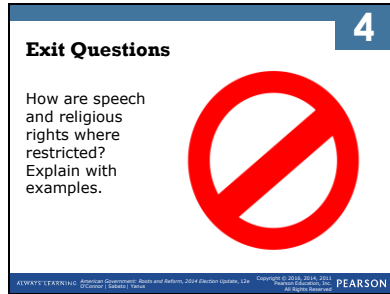 4
Exit Questions
How are speech
and religious
rights where
restricted?
Explain with
examples.
ALWAYS LEARNING
American Government: Roots and Reform, 2014 Election Update, 12e
O'Connor | Sabato | Yanus
Copyright © 2016, 2014, 2011
Pearson Education, Inc.
All Rights Reserved
PEARSON